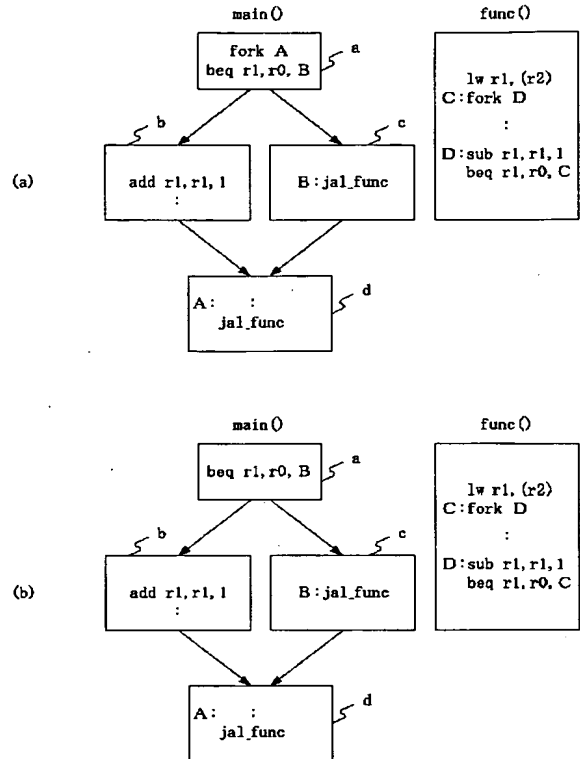 main() func()
fork A
beq r1, r0, B
a
lw r1, (r2)
C:fork D
:
D:sub r1, r1, 1
beq r1, r0, C
b
c
(a)
add r1, r1, 1
:
B:jal_func
d
A: :
jal_func
main() func()
beq r1, r0, B
a
lw r1, (r2)
C:fork D
:
D:sub r1, r1, 1
beq r1, r0, C
b
c
(b)
add r1, r1, 1
:
B:jal_func
d
A: :
jal_func